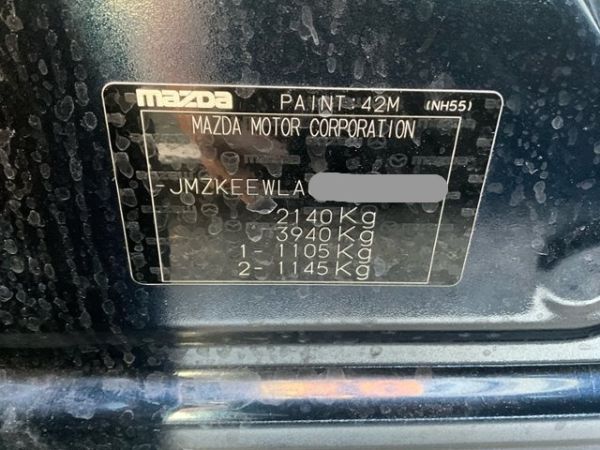 mazda PAINT:42M (NH55)
MAZDA MOTOR CORPORATION
-JMZKEEWLA
2140Kg
3940Kg
1-1105Kg
2-1145Kg